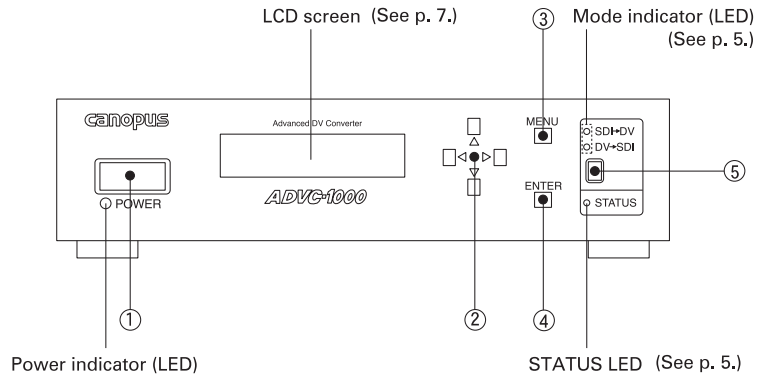 LCD screen (See p. 7.)
③
Mode indicator (LED)
(See p. 5.)
canopus
Advanced DV Converter
MENU
SDI→DV
DV→SDI
⑤
ENTER
POWER
ADVC-1000
STATUS
①
②
④
Power indicator (LED)
STATUS LED (See p. 5.)